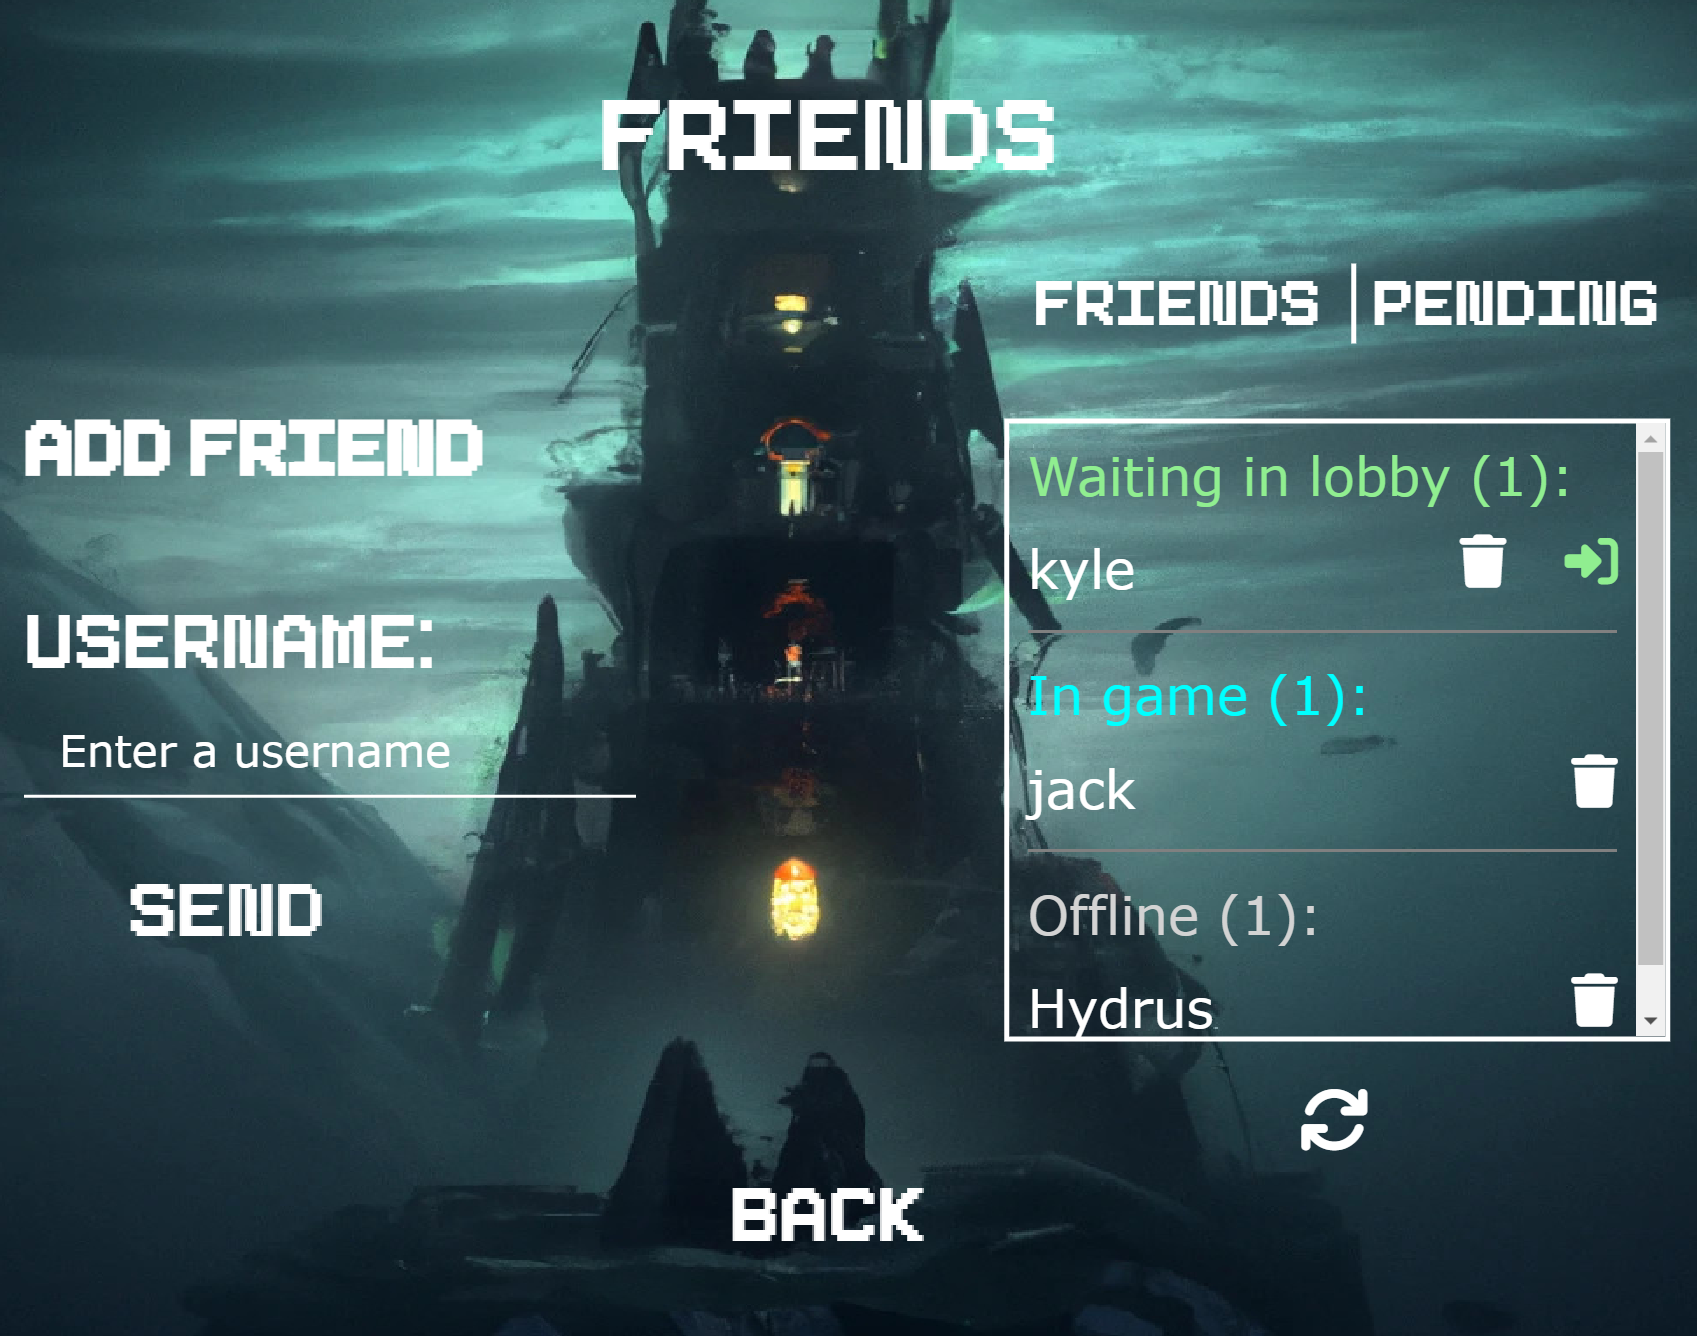 FRIENDS
FRIENDS | PENDING
ADD FRIEND
USERNAME:
Enter a username
SEND
Waiting in lobby (1):
kyle
In game (1):
jack
Offline (1):
Hydrus
BACK